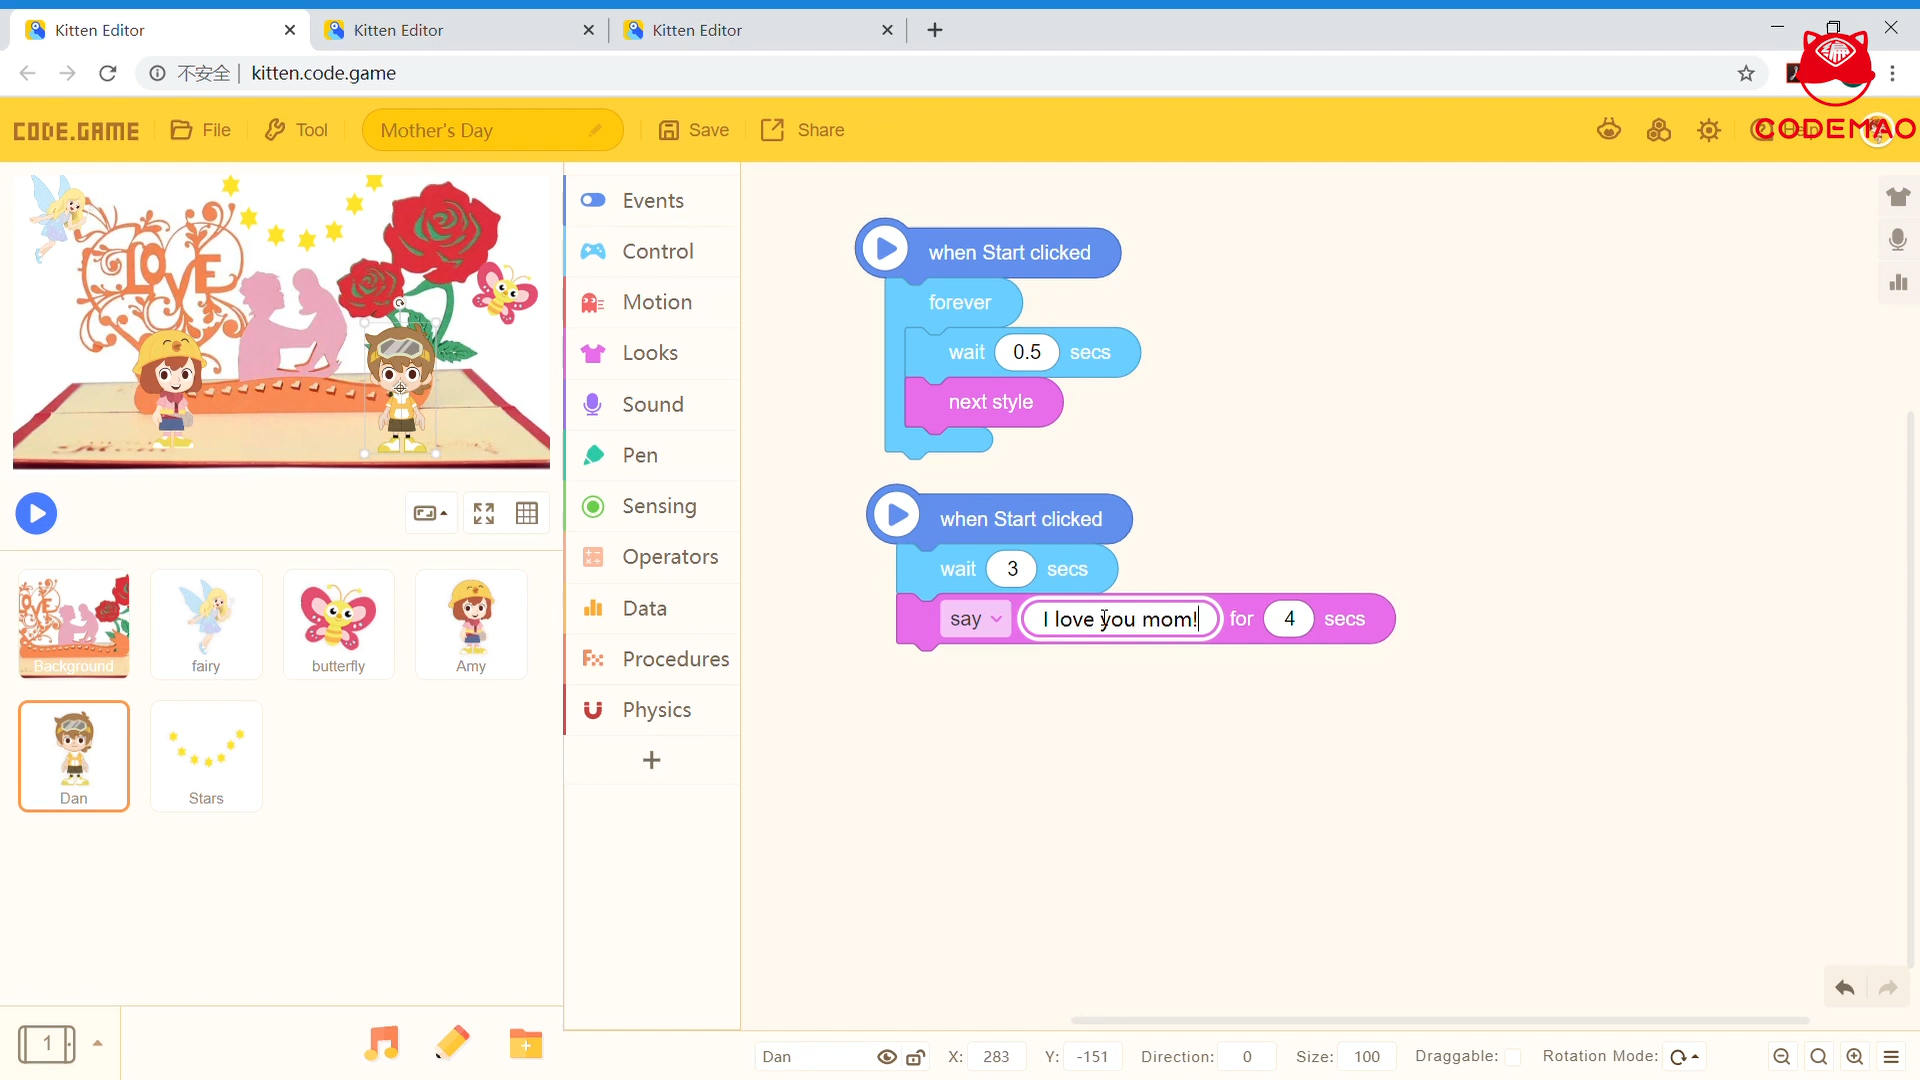 Kitten Editor
Kitten Editor
Kitten Editor
不安全
kitten.code.game
CODE.GAME
File
Tool
Mother's Day
Save
Share
CODEMAO
LOVE
Events
Control
Motion
Looks
Sound
Pen
Sensing
Operators
Data
Procedures
Physics
when Start clicked
forever
wait 0.5 secs
next style
when Start clicked
wait 3 secs
say I love you mom! for 4 secs
Background
fairy
butterfly
Amy
Dan
Stars
1
Dan
X: 283
Y: -151
Direction: 0
Size: 100
Draggable:
Rotation Mode: